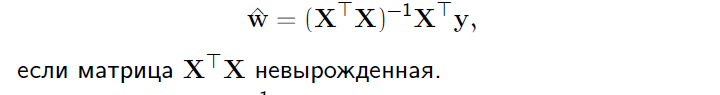 ŵ = (X⊤X)−1X⊤y,
если матрица X⊤X невырожденная.